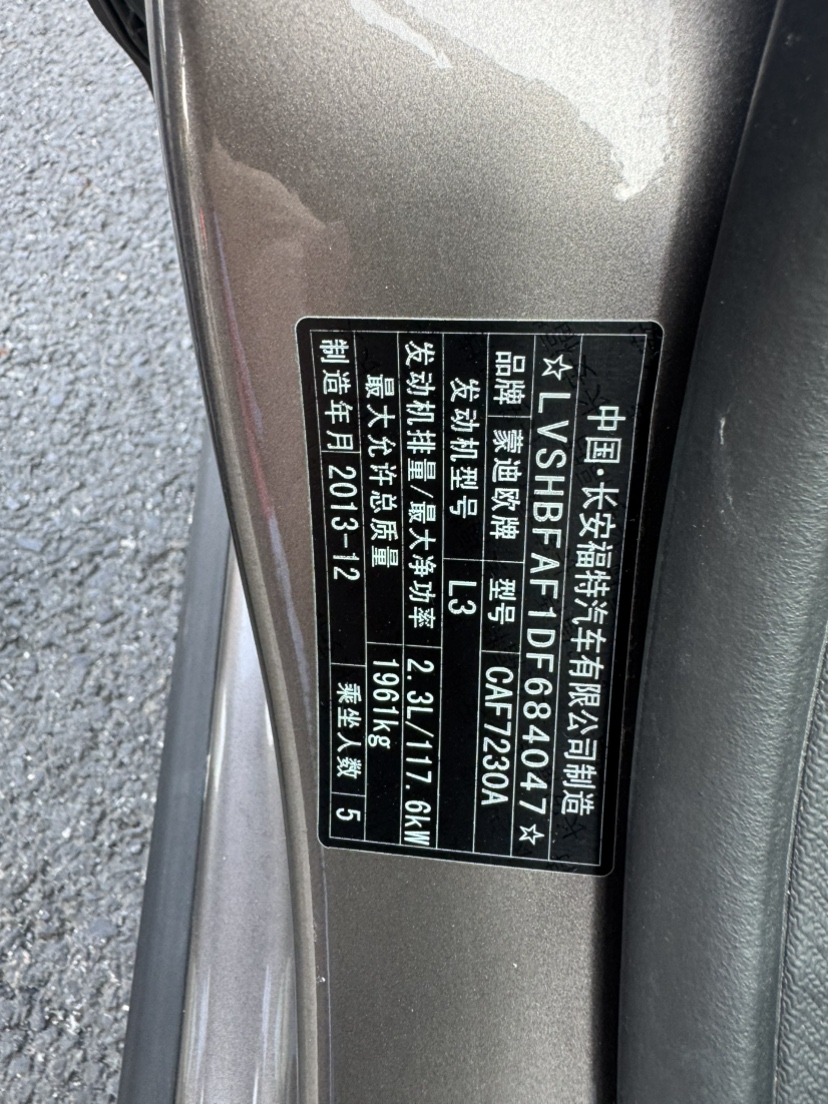 中国·长安福特汽车有限公司制造
☆LVSHBFAF1DF684047☆
品牌 蒙迪欧牌 型号 CAF7230A
发动机型号 L3
发动机排量/最大净功率 2.3L/117.6kW
最大允许总质量 1961kg
制造年月 2013-12 乘坐人数 5